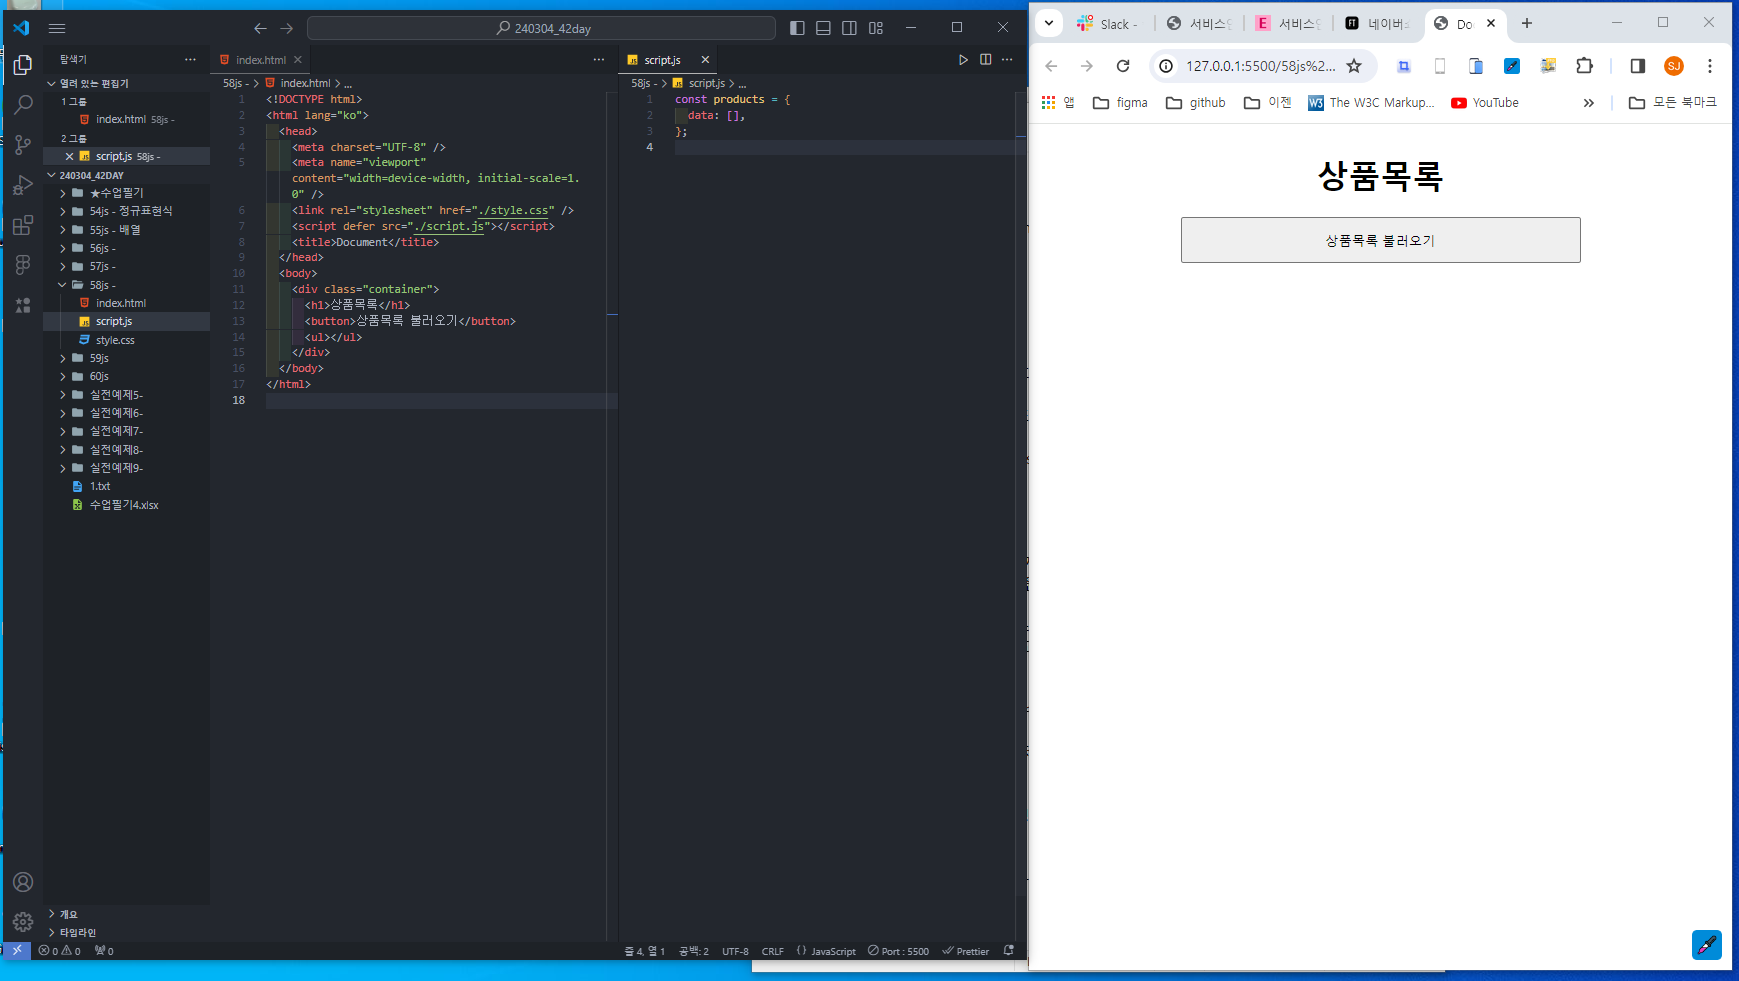 240304_42day
탐색기
열려 있는 편집기
1 그룹
index.html 58js -
2 그룹
script.js 58js -
240304_42DAY
★수업필기
54js - 정규표현식
55js - 배열
56js -
57js -
58js -
index.html
script.js
style.css
59js
60js
실전예제5-
실전예제6-
실전예제7-
실전예제8-
실전예제9-
1.txt
수업필기4.xlsx
개요
타임라인
index.html
58js - > index.html > ...
1 <!DOCTYPE html>
2 <html lang="ko">
3 <head>
4 <meta charset="UTF-8" />
5 <meta name="viewport"
content="width=device-width, initial-scale=1.
0" />
6 <link rel="stylesheet" href="./style.css" />
7 <script defer src="./script.js"></script>
8 <title>Document</title>
9 </head>
10 <body>
11 <div class="container">
12 <h1>상품목록</h1>
13 <button>상품목록 불러오기</button>
14 <ul></ul>
15 </div>
16 </body>
17 </html>
18
script.js
58js - > script.js > ...
1 const products = {
2 data: [],
3 };
4
0 0 0
줄 4, 열 1 공백: 2 UTF-8 CRLF {} JavaScript Port : 5500 Prettier
Slack - 서비스 E 서비스 FT 네이버 Do
127.0.0.1:5500/58js%2... SJ
앱 figma github 이젠 W3 The W3C Markup... YouTube 모든 북마크
상품목록
상품목록 불러오기